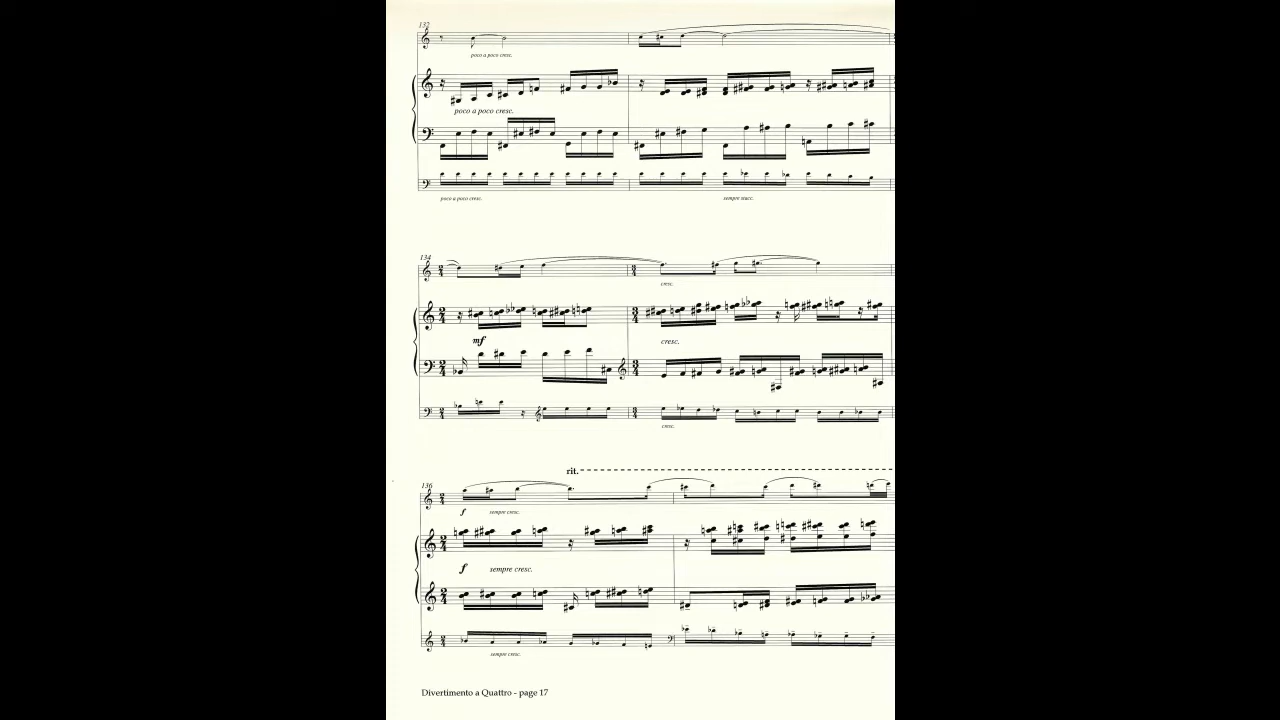 132
poco a poco cresc.
poco a poco cresc.
poco a poco cresc.
sempre stacc.
134
cresc.
mf
cresc.
cresc.
rit.
136
f
sempre cresc.
f
sempre cresc.
sempre cresc.
Divertimento a Quattro - page 17